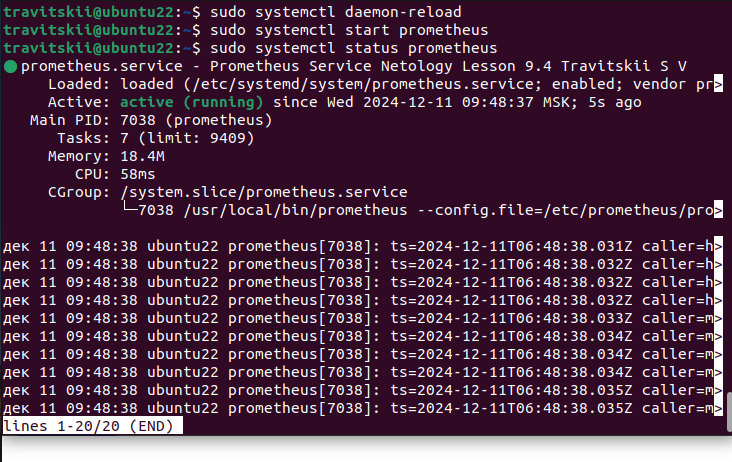 travitskii@ubuntu22:~$ sudo systemctl daemon-reload
travitskii@ubuntu22:~$ sudo systemctl start prometheus
travitskii@ubuntu22:~$ sudo systemctl status prometheus
● prometheus.service - Prometheus Service Netology Lesson 9.4 Travitskii S V
Loaded: loaded (/etc/systemd/system/prometheus.service; enabled; vendor pr>
Active: active (running) since Wed 2024-12-11 09:48:37 MSK; 5s ago
Main PID: 7038 (prometheus)
Tasks: 7 (limit: 9409)
Memory: 18.4M
CPU: 58ms
CGroup: /system.slice/prometheus.service
└─7038 /usr/local/bin/prometheus --config.file=/etc/prometheus/pro>
дек 11 09:48:38 ubuntu22 prometheus[7038]: ts=2024-12-11T06:48:38.031Z caller=h>
дек 11 09:48:38 ubuntu22 prometheus[7038]: ts=2024-12-11T06:48:38.032Z caller=h>
дек 11 09:48:38 ubuntu22 prometheus[7038]: ts=2024-12-11T06:48:38.032Z caller=h>
дек 11 09:48:38 ubuntu22 prometheus[7038]: ts=2024-12-11T06:48:38.032Z caller=h>
дек 11 09:48:38 ubuntu22 prometheus[7038]: ts=2024-12-11T06:48:38.033Z caller=m>
дек 11 09:48:38 ubuntu22 prometheus[7038]: ts=2024-12-11T06:48:38.034Z caller=m>
дек 11 09:48:38 ubuntu22 prometheus[7038]: ts=2024-12-11T06:48:38.034Z caller=m>
дек 11 09:48:38 ubuntu22 prometheus[7038]: ts=2024-12-11T06:48:38.034Z caller=m>
дек 11 09:48:38 ubuntu22 prometheus[7038]: ts=2024-12-11T06:48:38.035Z caller=m>
дек 11 09:48:38 ubuntu22 prometheus[7038]: ts=2024-12-11T06:48:38.035Z caller=m>
lines 1-20/20 (END)